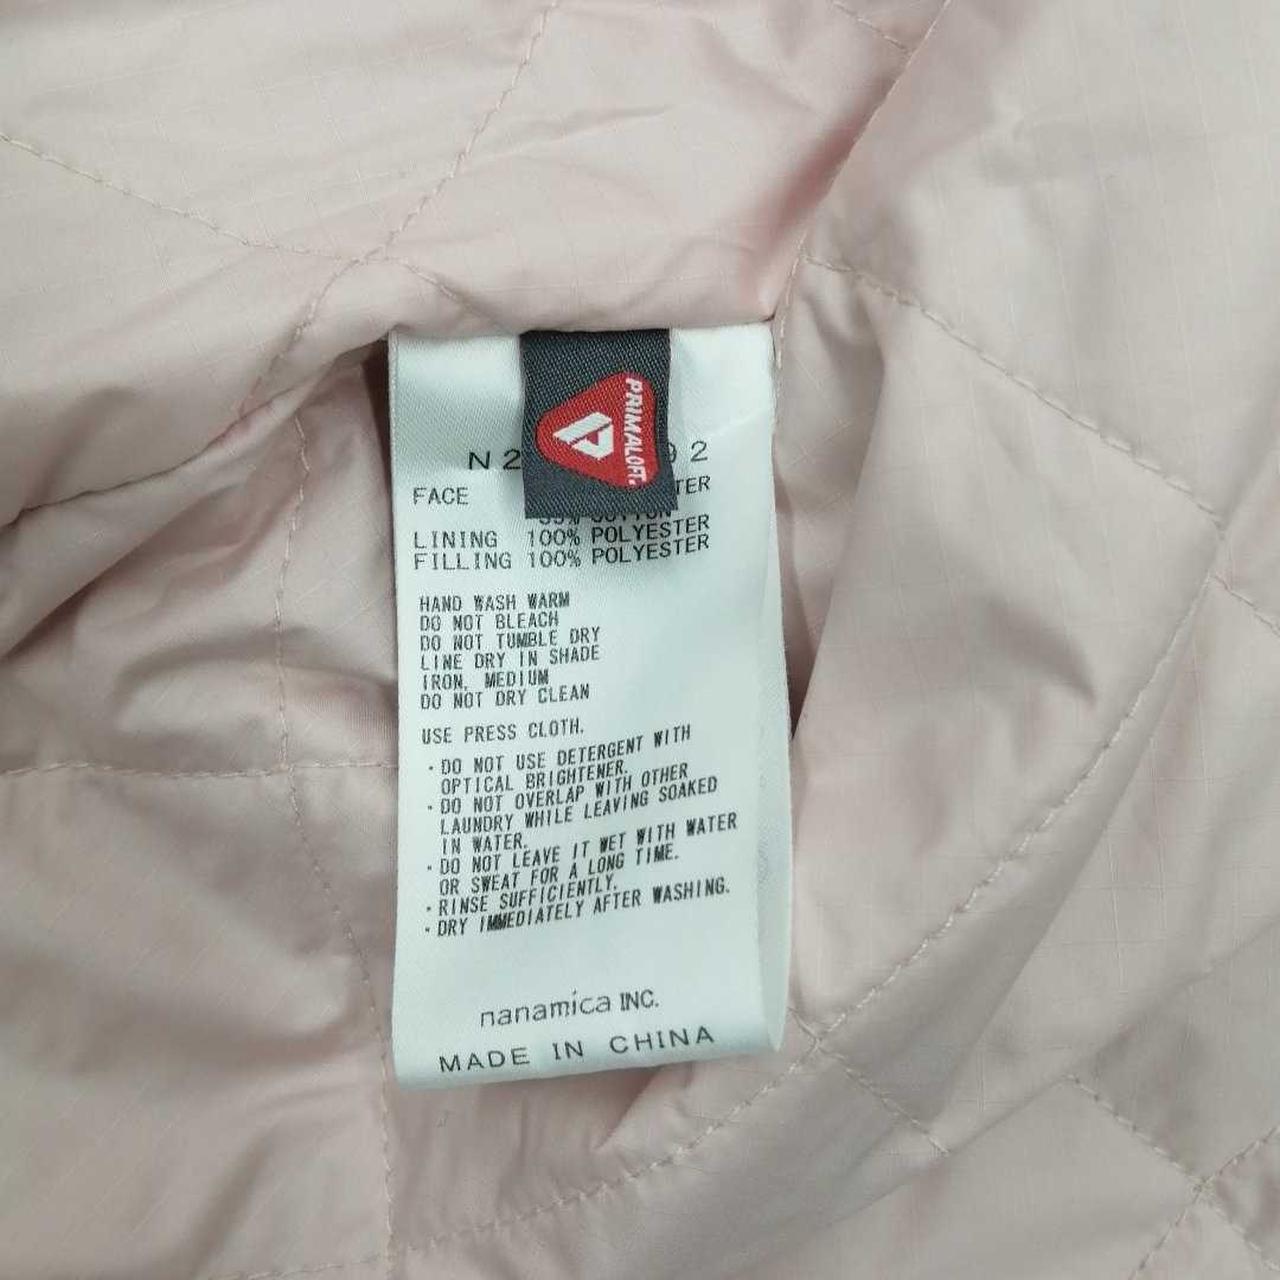 PRIMALOFT.
N 2 92
FACE TER
COTTON
LINING 100% POLYESTER
FILLING 100% POLYESTER
HAND WASH WARM
DO NOT BLEACH
DO NOT TUMBLE DRY
LINE DRY IN SHADE
IRON, MEDIUM
DO NOT DRY CLEAN
USE PRESS CLOTH.
・DO NOT USE DETERGENT WITH
OPTICAL BRIGHTENER.
・DO NOT OVERLAP WITH OTHER
LAUNDRY WHILE LEAVING SOAKED
IN WATER.
・DO NOT LEAVE IT WET WITH WATER
OR SWEAT FOR A LONG TIME.
・RINSE SUFFICIENTLY.
・DRY IMMEDIATELY AFTER WASHING.
nanamica INC.
MADE IN CHINA